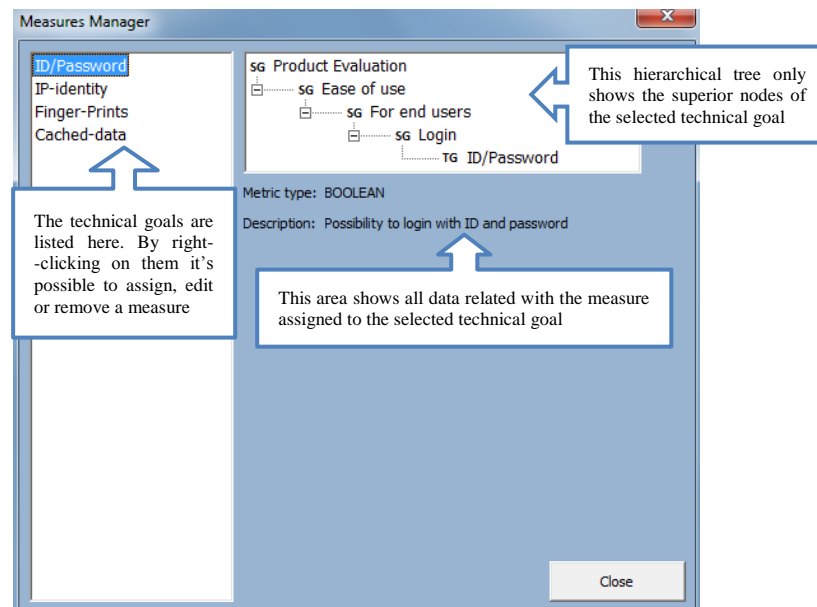 Measures Manager
X
ID/Password
IP-identity
Finger-Prints
Cached-data
SG Product Evaluation
SG Ease of use
SG For end users
SG Login
TG ID/Password
This hierarchical tree only
shows the superior nodes of
the selected technical goal
The technical goals are
listed here. By right-
-clicking on them it's
possible to assign, edit
or remove a measure
Metric type: BOOLEAN
Description: Possibility to login with ID and password
This area shows all data related with the measure
assigned to the selected technical goal
Close